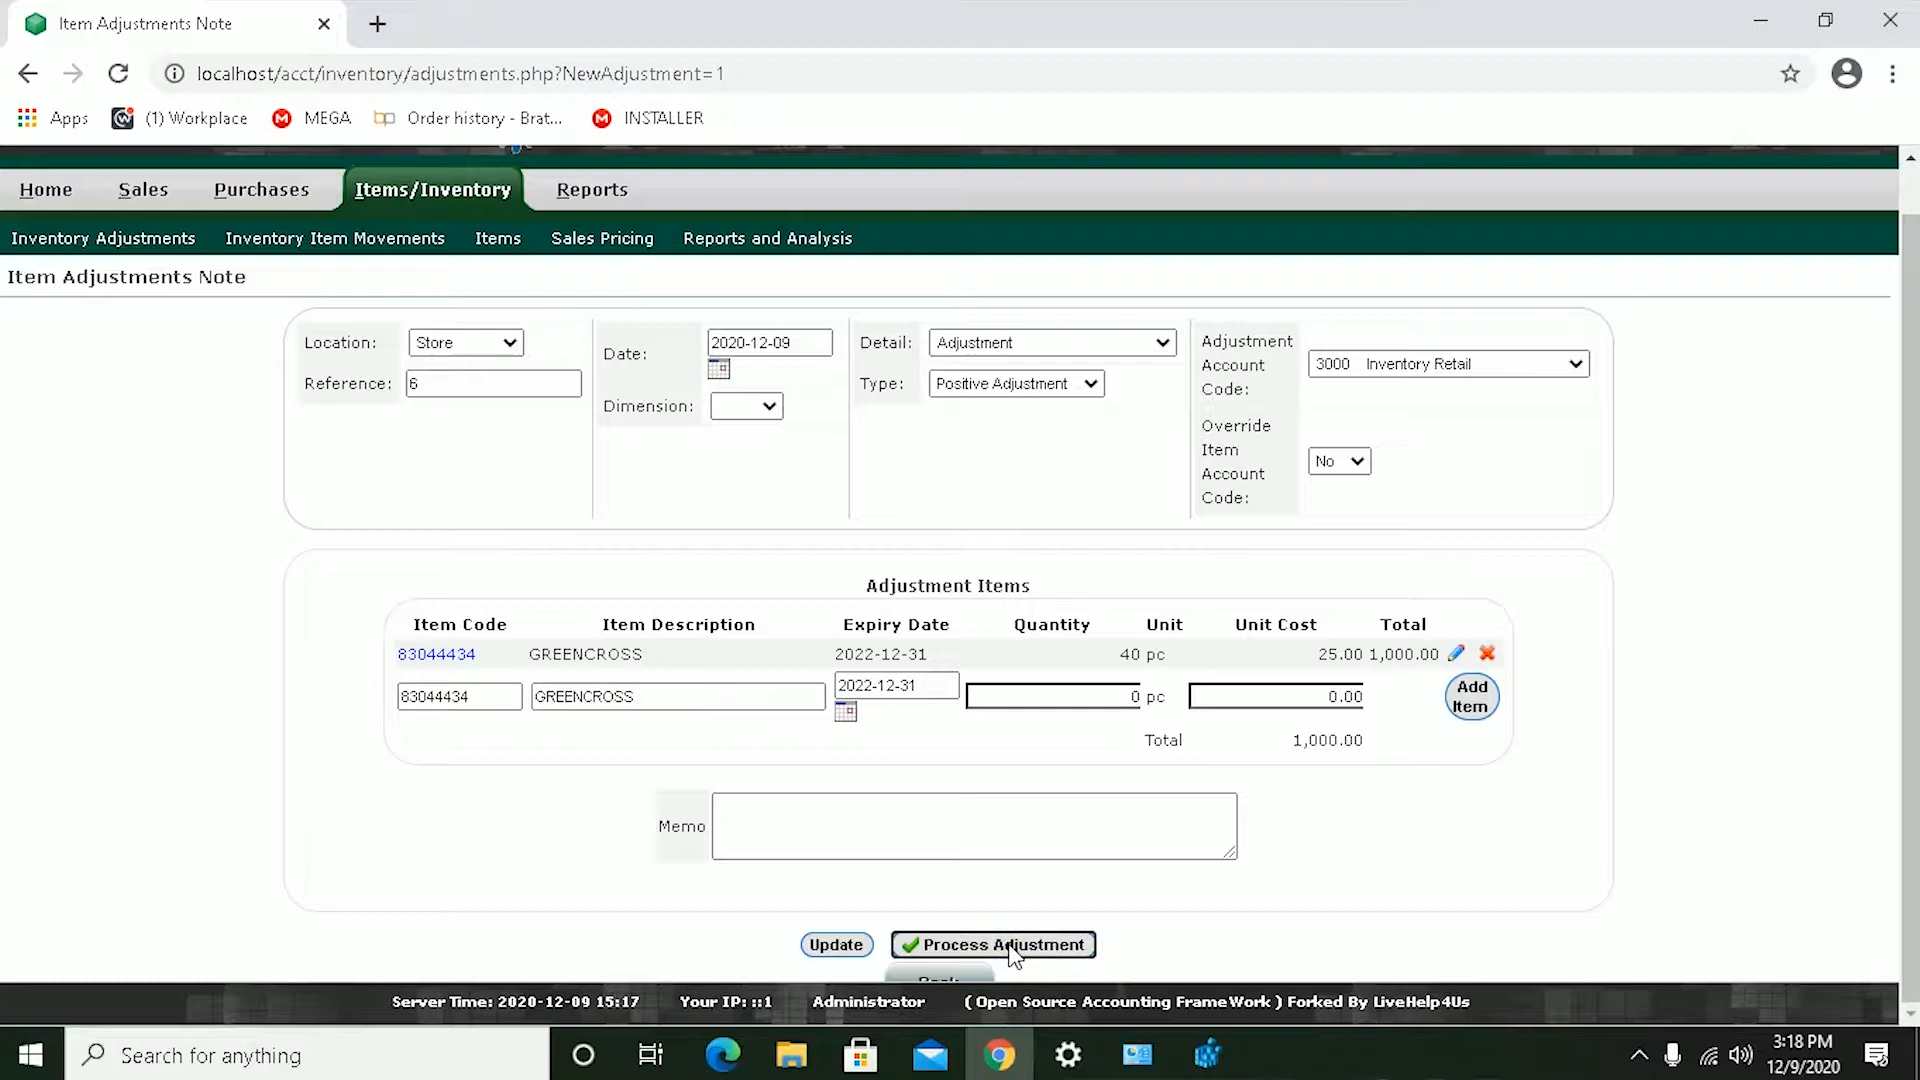 Item Adjustments Note
localhost/acct/inventory/adjustments.php?NewAdjustment=1
Apps (1) Workplace MEGA Order history - Brat... INSTALLER
Home Sales Purchases Items/Inventory Reports
Inventory Adjustments Inventory Item Movements Items Sales Pricing Reports and Analysis
Item Adjustments Note
Location: Store
Reference: 6
Date: 2020-12-09
Dimension:
Detail: Adjustment
Type: Positive Adjustment
Adjustment
Account
Code:
3000 Inventory Retail
Override
Item
Account
Code:
No
Adjustment Items
Item Code Item Description Expiry Date Quantity Unit Unit Cost Total
83044434 GREENCROSS 2022-12-31 40 pc 25.00 1,000.00
83044434 GREENCROSS 2022-12-31 0 pc 0.00 Add Item
Total 1,000.00
Memo
Update Process Adjustment
Server Time: 2020-12-09 15:17 Your IP: ::1 Administrator ( Open Source Accounting FrameWork ) Forked By LiveHelp4Us
Search for anything
3:18 PM
12/9/2020